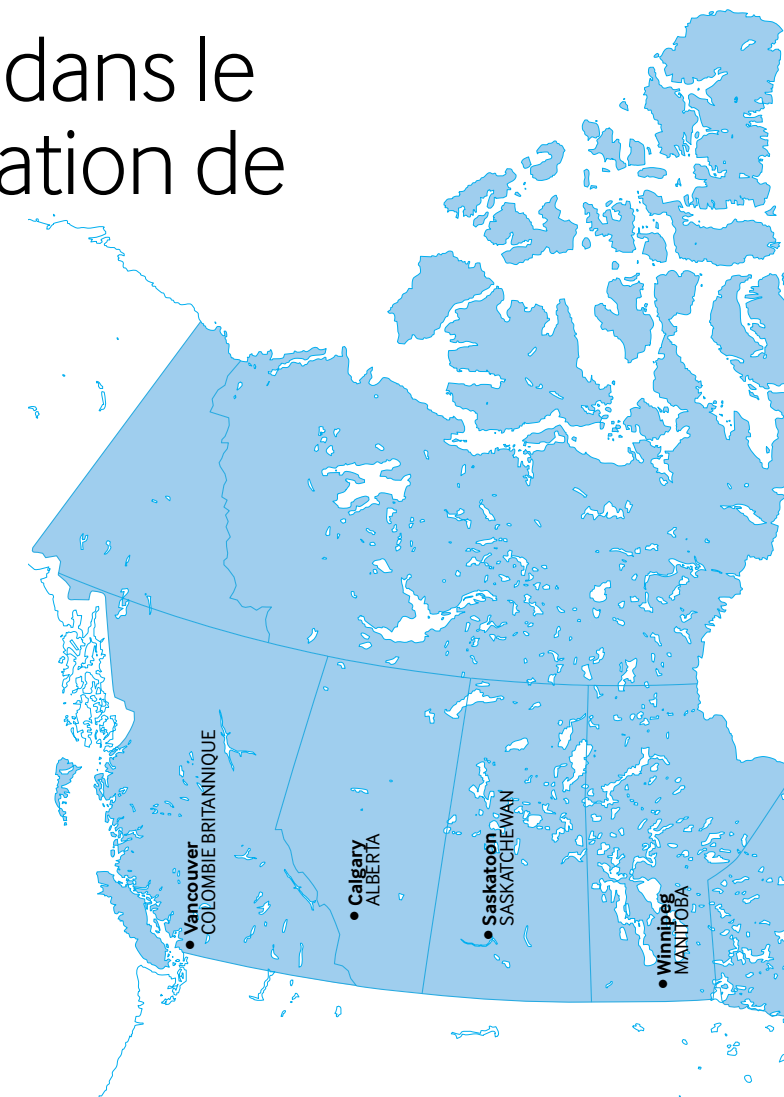 dans le
ation de
Vancouver
COLOMBIE BRITANNIQUE
Calgary
ALBERTA
Saskatoon
SASKATCHEWAN
Winnipeg
MANITOBA